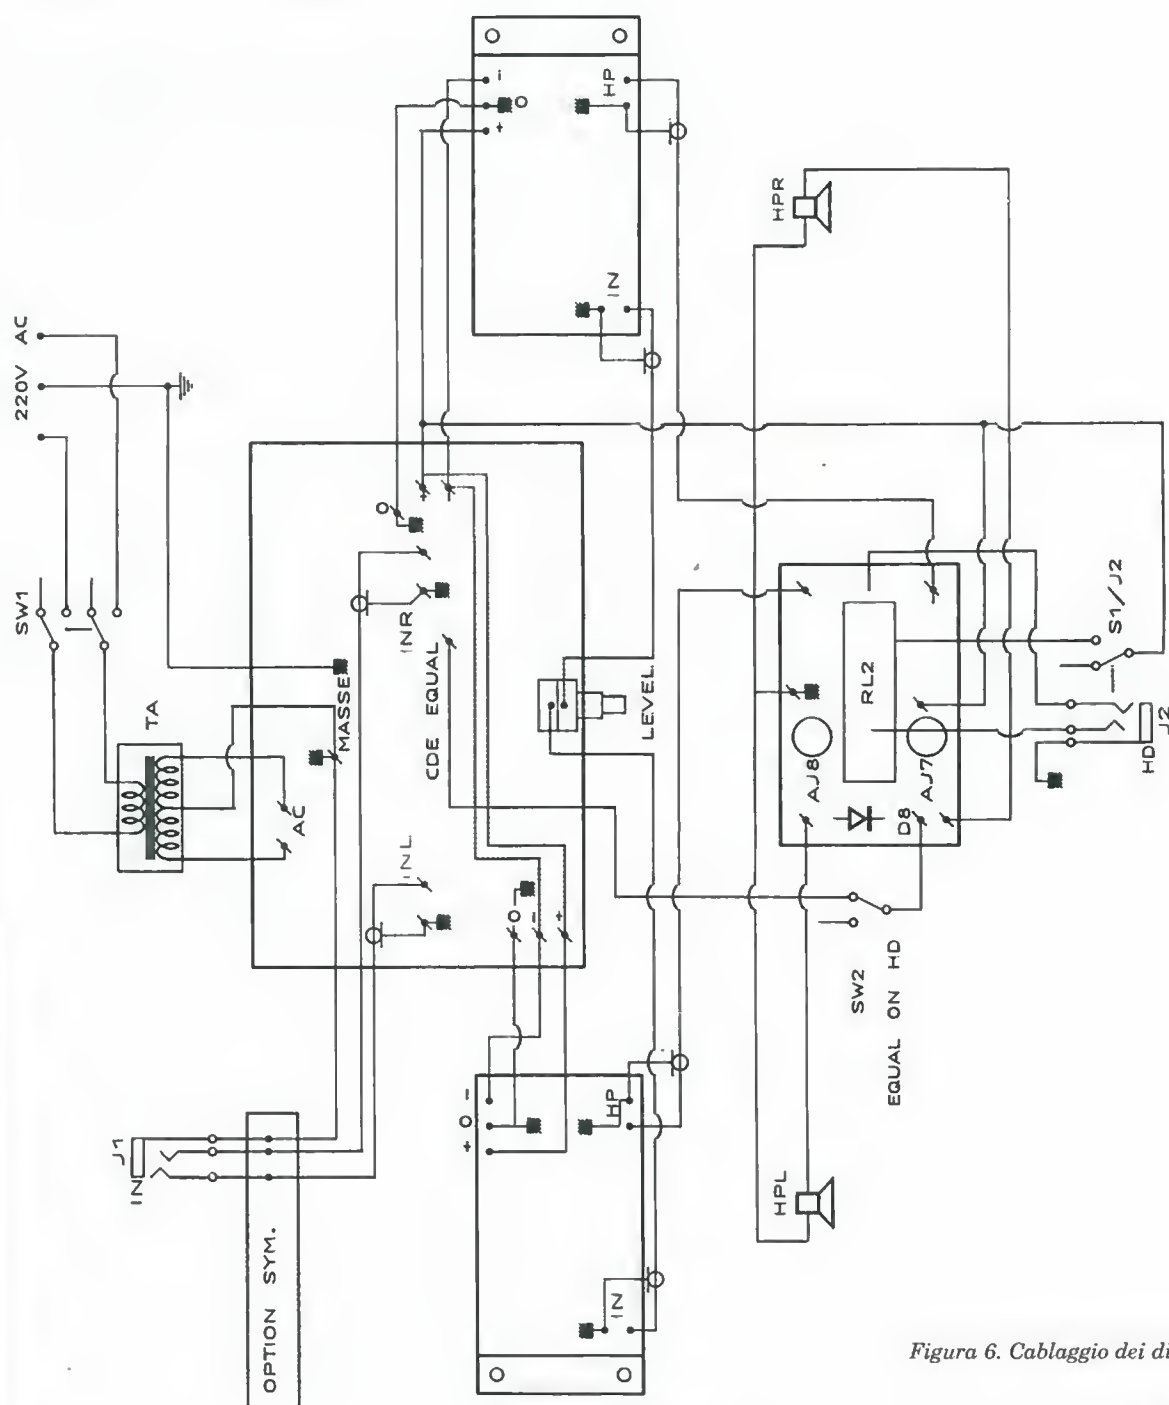 220V AC
SW1
TA
AC
MASSE
O
+
INR
CDE EQUAL
INL
O
-
+
LEVEL
O
+
HP
IN
HPR
RL2
AJ8
AJ7
D8
S1/J2
J2
HD
SW2
EQUAL ON HD
HPL
J1
IN
OPTION SYM.
-
O
+
HP
IN
Figura 6. Cablaggio dei di